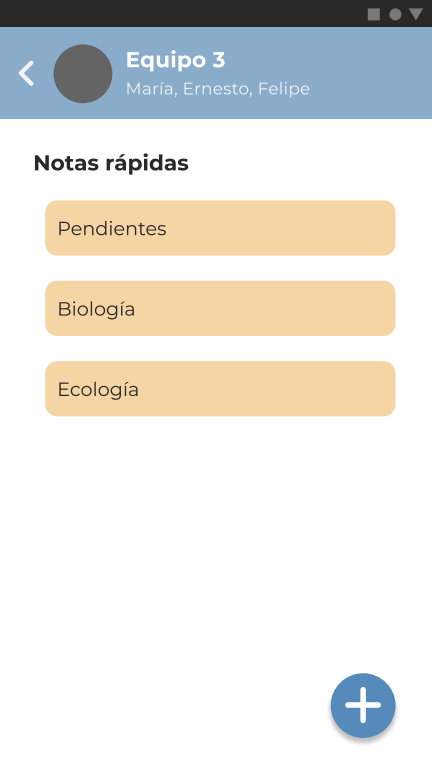 Equipo 3
María, Ernesto, Felipe
Notas rápidas
Pendientes
Biología
Ecología